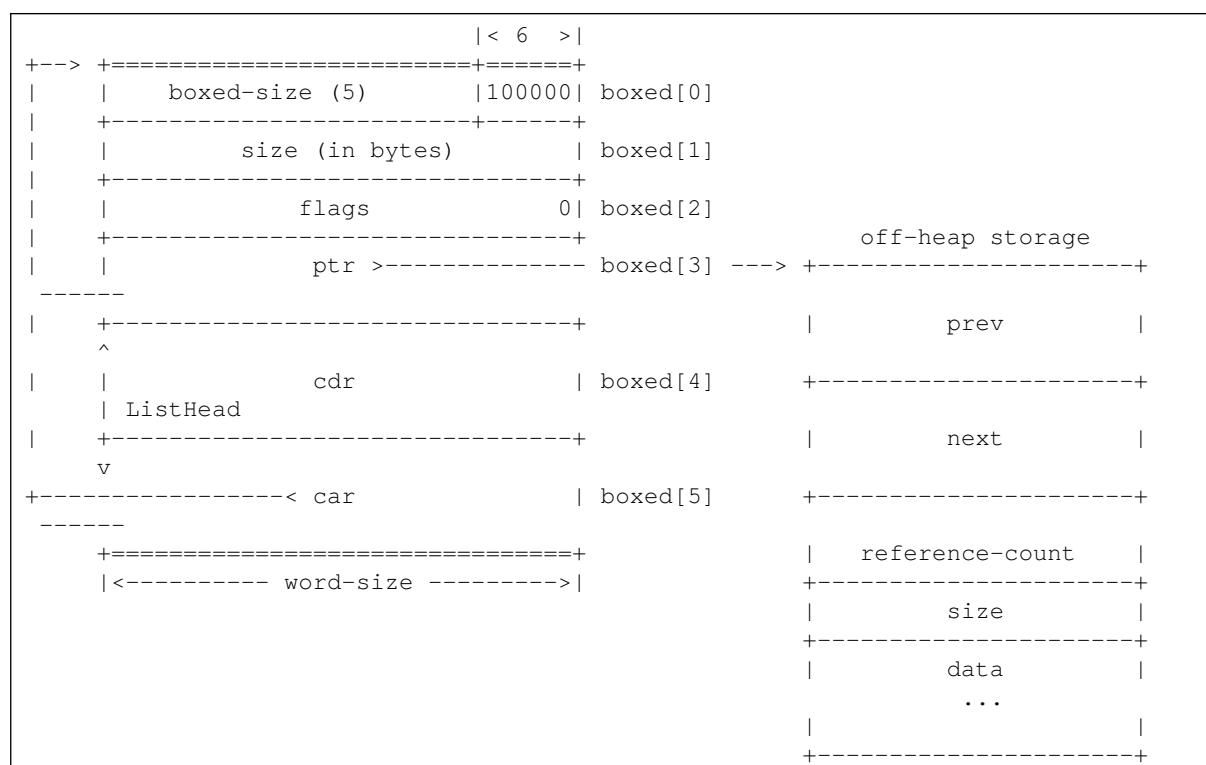 |< 6  >|
+--> +=========================+======+
|    |    boxed-size (5)       |100000| boxed[0]
|    +-------------------------+------+
|    |         size (in bytes)        | boxed[1]
|    +--------------------------------+
|    |             flags             0| boxed[2]
|    +--------------------------------+                   off-heap storage
|    |              ptr >-------------- boxed[3] ---> +----------------------+
 ------
|    +--------------------------------+               |         prev         |
     ^
|    |              cdr               | boxed[4]      +----------------------+
     | ListHead
|    +--------------------------------+               |         next         |
     v
+-----------------< car               | boxed[5]      +----------------------+
 ------
     +================================+               |   reference-count    |
     |<---------- word-size --------->|               +----------------------+
                                                      |         size         |
                                                      +----------------------+
                                                      |         data         |
                                                                 ...
                                                      |                      |
                                                      +----------------------+